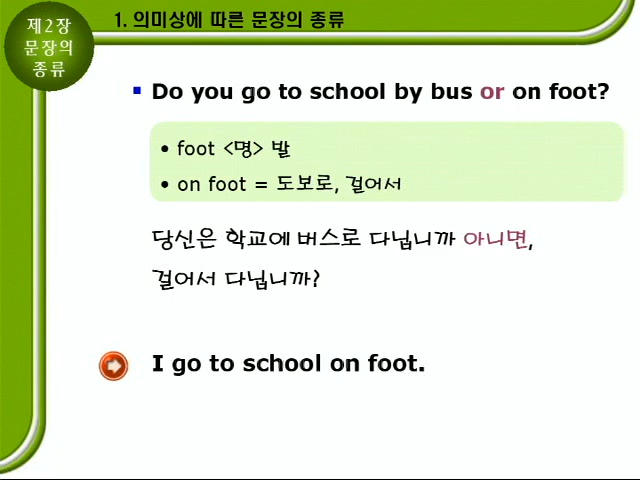 제2장
문장의
종류
1. 의미상에 따른 문장의 종류
Do you go to school by bus or on foot?
• foot <명> 발
• on foot = 도보로, 걸어서
당신은 학교에 버스로 다닙니까 아니면,
걸어서 다닙니까?
I go to school on foot.